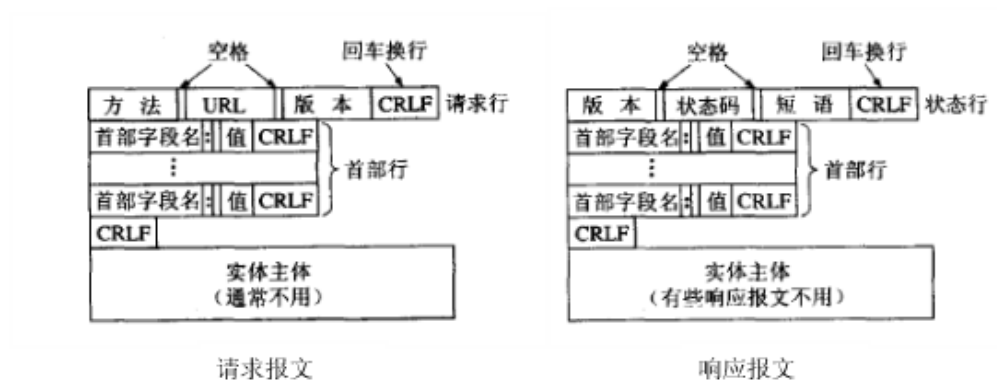 空格 回车换行 空格 回车换行
方 法 URL 版 本 CRLF 请求行 版 本 状态码 短 语 CRLF 状态行
首部字段名: 值 CRLF 首部字段名: 值 CRLF
⋮ 首部行 ⋮ 首部行
首部字段名: 值 CRLF 首部字段名: 值 CRLF
CRLF CRLF
实体主体 实体主体
(通常不用) (有些响应报文不用)
请求报文 响应报文